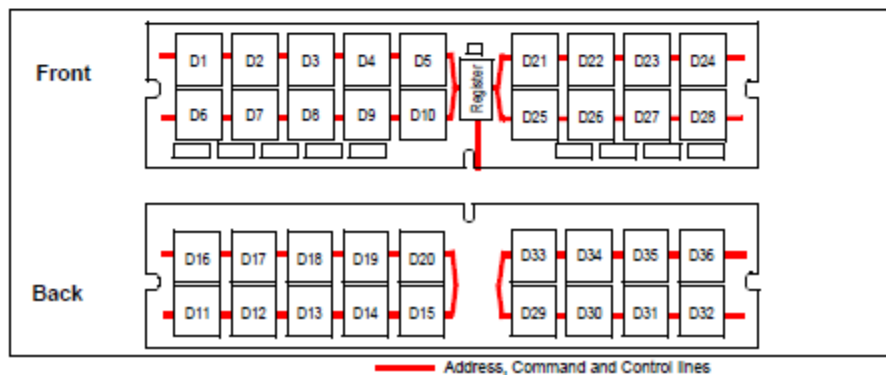 Front
D1 D2 D3 D4 D5 D21 D22 D23 D24
Register
D6 D7 D8 D9 D10 D25 D26 D27 D28
D16 D17 D18 D19 D20 D33 D34 D35 D36
Back
D11 D12 D13 D14 D15 D29 D30 D31 D32
Address, Command and Control lines